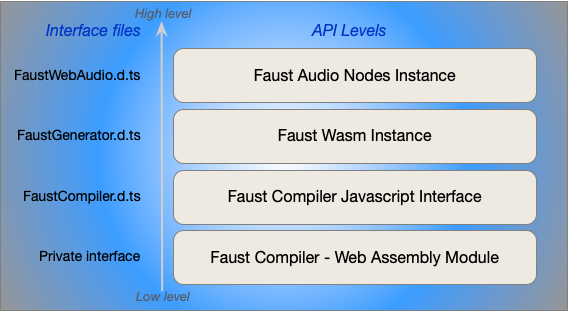 High level
Interface files
API Levels
FaustWebAudio.d.ts
Faust Audio Nodes Instance
FaustGenerator.d.ts
Faust Wasm Instance
FaustCompiler.d.ts
Faust Compiler Javascript Interface
Private interface
Faust Compiler - Web Assembly Module
Low level